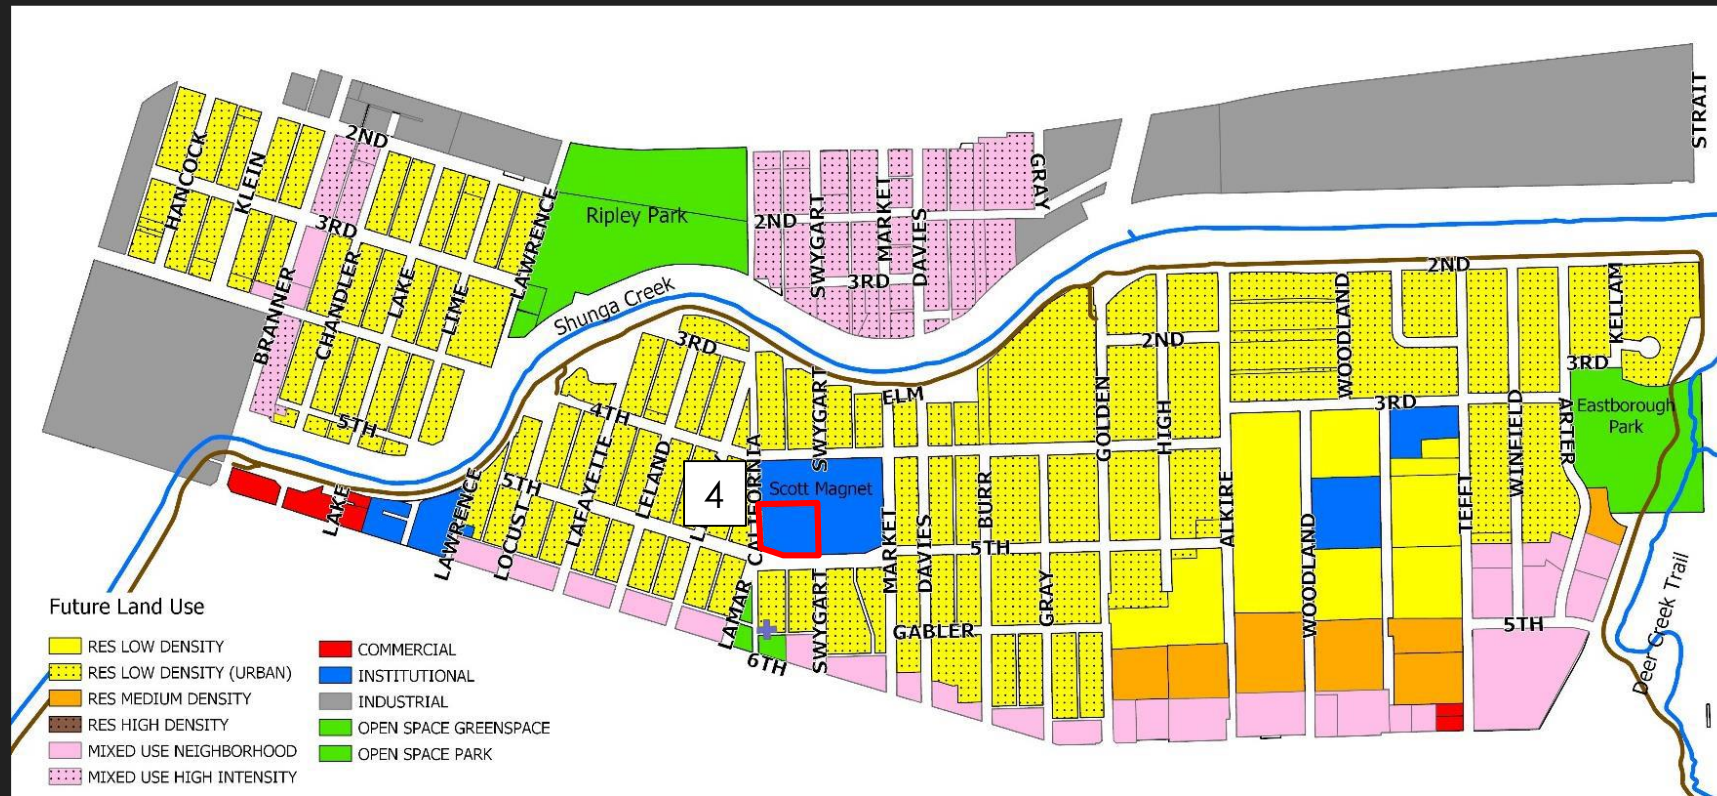 STRAIT
2ND
HANCOCK
KLEIN
GRAY
LAWRENCE
Ripley Park
2ND
SWYGART
MARKET
DAVIES
3RD
3RD
BRANNER
CHANDLER
LAKE
LIME
Shunga Creek
2ND
WOODLAND
KELLAM
3RD
2ND
3RD
ELM
SWYGART
GOLDEN
HIGH
3RD
WINFIELD
ARTER
Eastborough
Park
4TH
5TH
LAFAYETTE
LELAND
CALIFORNIA
4
Scott Magnet
5TH
LAKE
LAWRENCE
LOCUST
MARKET
DAVIES
BURR
5TH
GRAY
ALKIRE
WOODLAND
TEFFT
LAMAR
SWYGART
GABLER
6TH
5TH
Deer Creek Trail
Future Land Use
RES LOW DENSITY
RES LOW DENSITY (URBAN)
RES MEDIUM DENSITY
RES HIGH DENSITY
MIXED USE NEIGHBORHOOD
MIXED USE HIGH INTENSITY
COMMERCIAL
INSTITUTIONAL
INDUSTRIAL
OPEN SPACE GREENSPACE
OPEN SPACE PARK